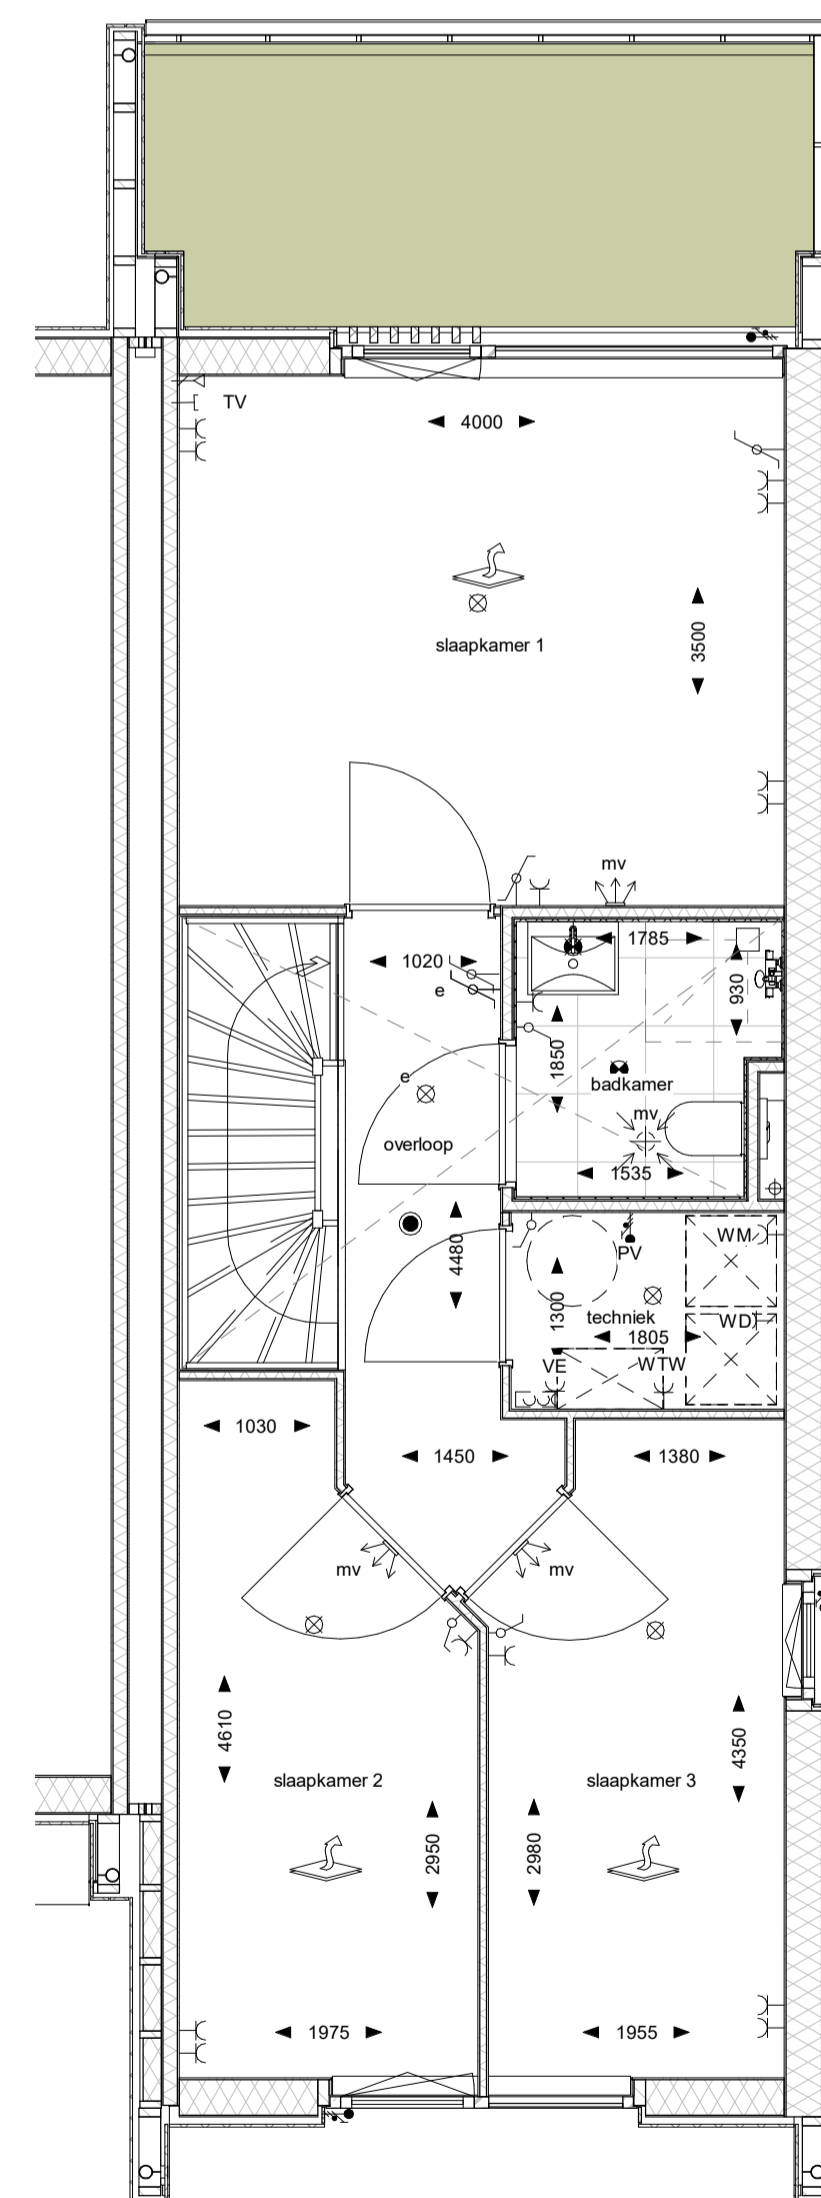 TV
4000
3500
slaapkamer 1
mv
1020
e
1785
930
1850
e
badkamer
mv
overloop
1535
4480
WM
PV
1300
techniek
WD
1805
VE
WTW
1030
1450
1380
mv
mv
4610
4350
slaapkamer 2
slaapkamer 3
2950
2980
1975
1955